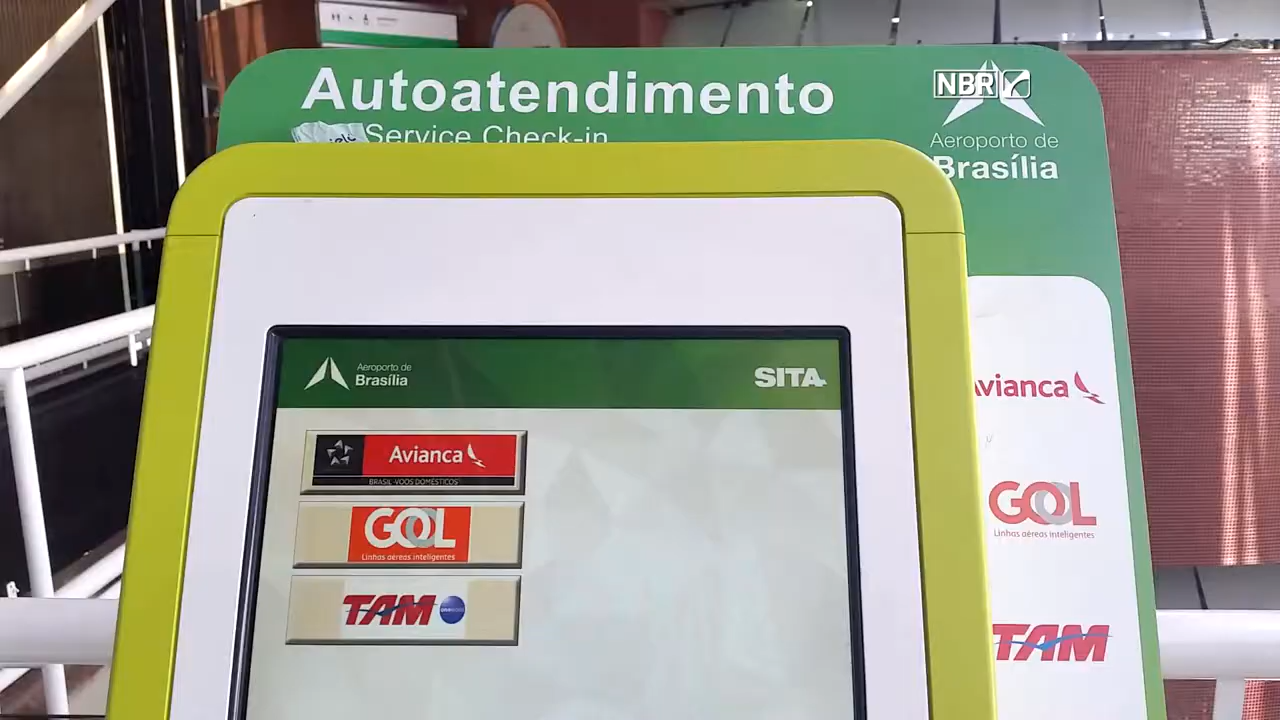 Autoatendimento
Service Check-in
NBR
Aeroporto de
Brasília
Aeroporto de
Brasília
SITA
Avianca
BRASIL-VOOS DOMÉSTICOS
GOL
Linhas aéreas inteligentes
TAM
Avianca
GOL
Linhas aéreas inteligentes
TAM